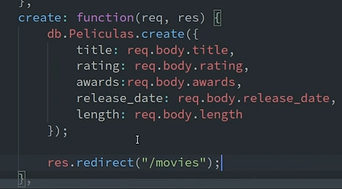 },
create: function(req, res) {
db.Peliculas.create({
title: req.body.title,
rating: req.body.rating,
awards:req.body.awards,
release_date: req.body.release_date,
length: req.body.length
});
res.redirect("/movies");
},